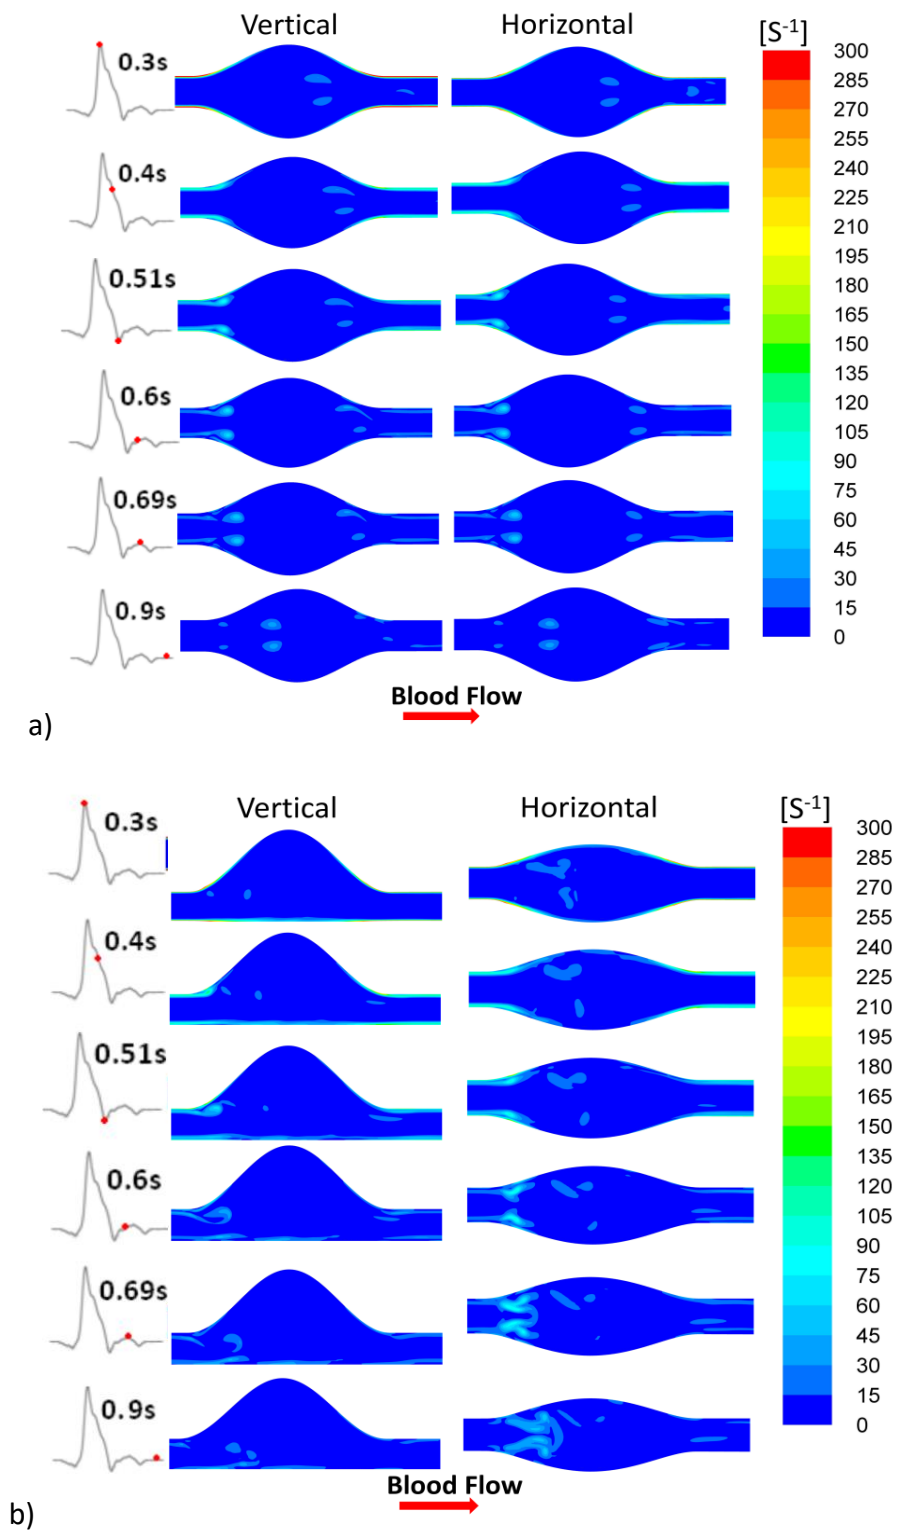 Vertical Horizontal [S-1]
0.3s
0.4s
0.51s
0.6s
0.69s
0.9s
300
285
270
255
240
225
210
195
180
165
150
135
120
105
90
75
60
45
30
15
0
Blood Flow
a)
Vertical Horizontal [S-1]
0.3s
0.4s
0.51s
0.6s
0.69s
0.9s
300
285
270
255
240
225
210
195
180
165
150
135
120
105
90
75
60
45
30
15
0
Blood Flow
b)